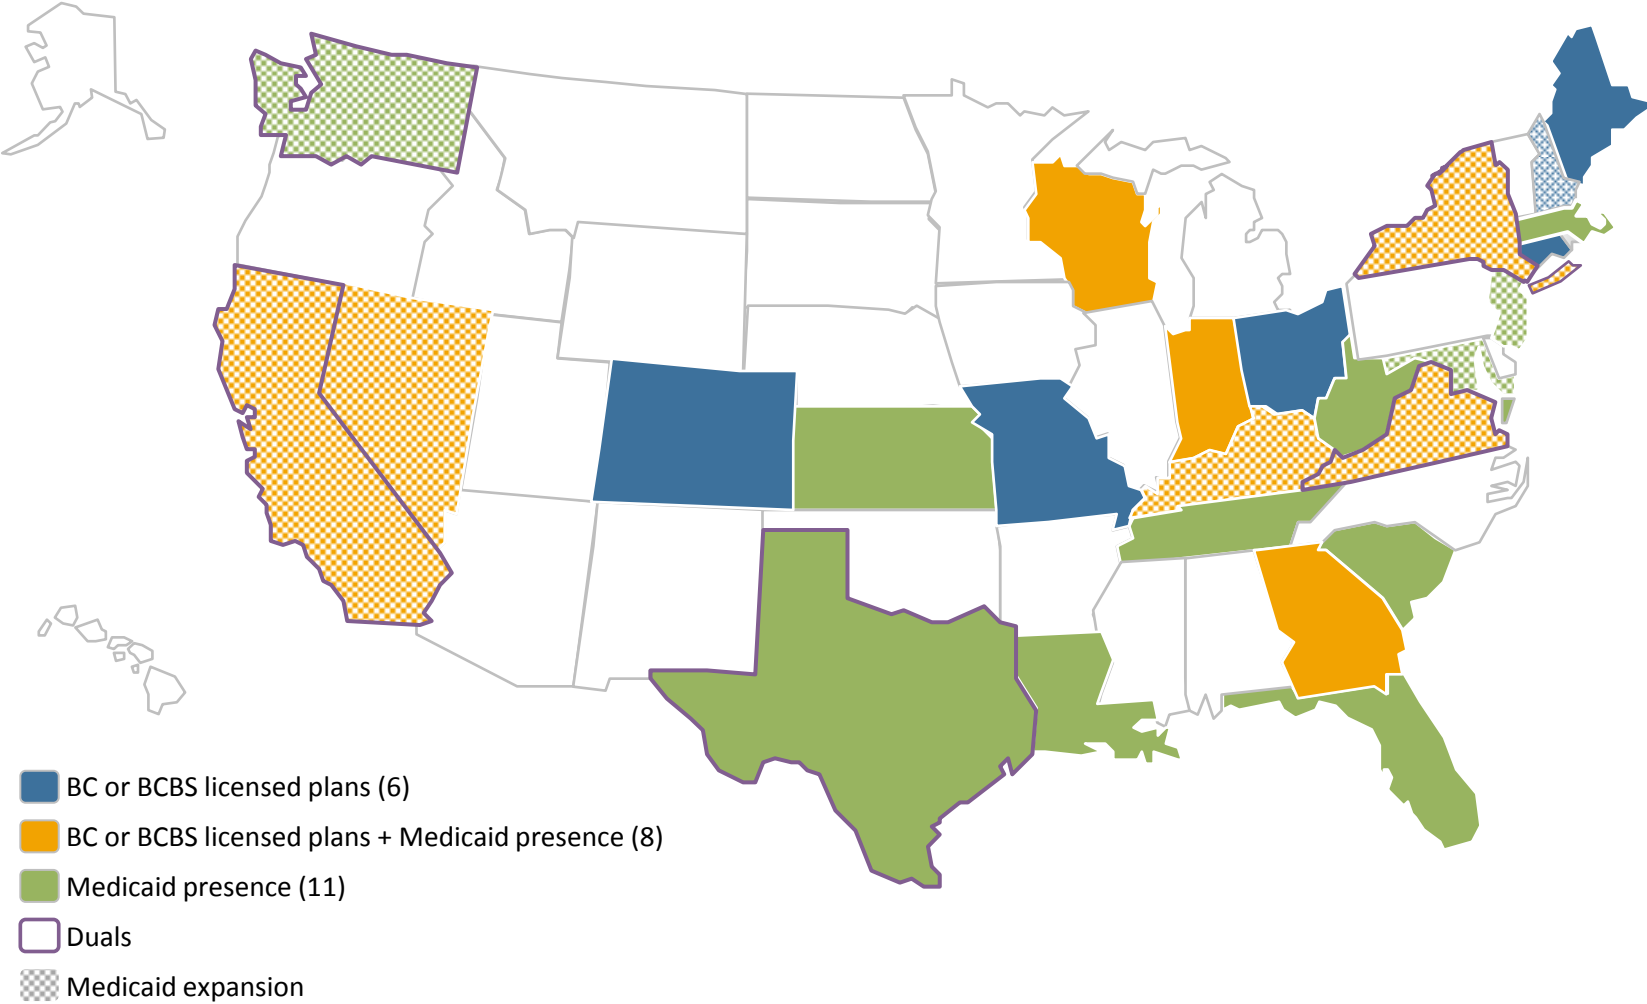 BC or BCBS licensed plans (6)
BC or BCBS licensed plans + Medicaid presence (8)
Medicaid presence (11)
Duals
Medicaid expansion